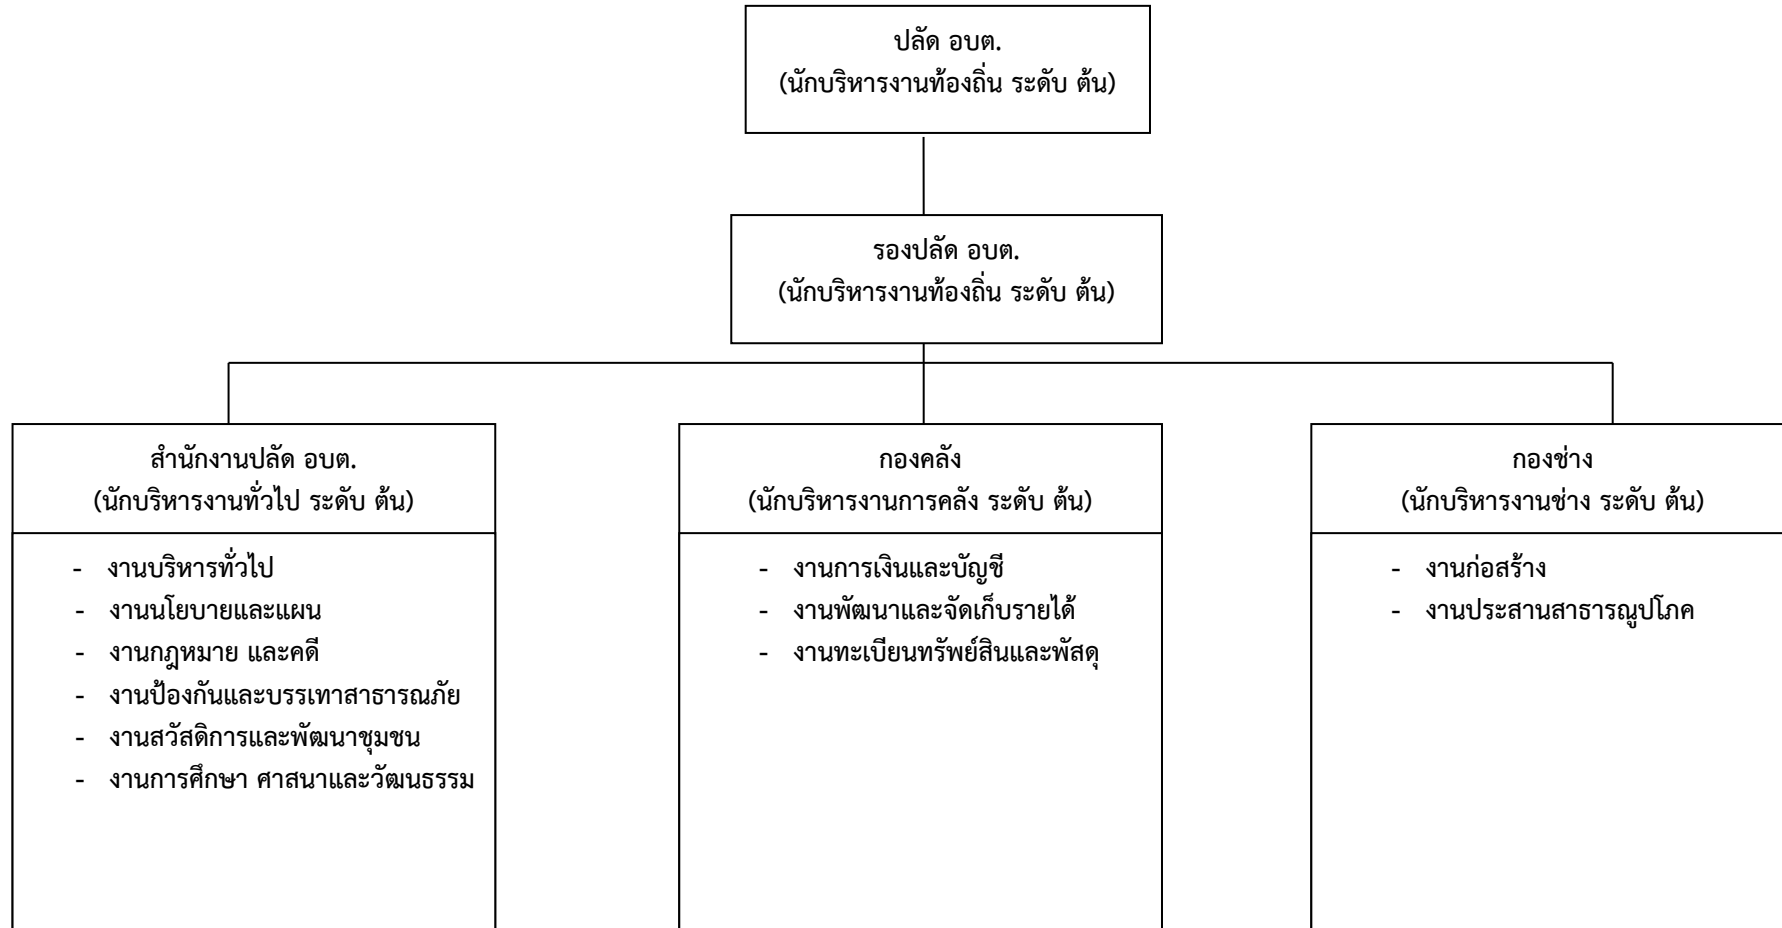 ปลัด อบต.
(นักบริหารงานท้องถิ่น ระดับ ต้น)
รองปลัด อบต.
(นักบริหารงานท้องถิ่น ระดับ ต้น)
สำนักงานปลัด อบต.
(นักบริหารงานทั่วไป ระดับ ต้น)
- งานบริหารทั่วไป
- งานนโยบายและแผน
- งานกฎหมาย และคดี
- งานป้องกันและบรรเทาสาธารณภัย
- งานสวัสดิการและพัฒนาชุมชน
- งานการศึกษา ศาสนาและวัฒนธรรม
กองคลัง
(นักบริหารงานการคลัง ระดับ ต้น)
- งานการเงินและบัญชี
- งานพัฒนาและจัดเก็บรายได้
- งานทะเบียนทรัพย์สินและพัสดุ
กองช่าง
(นักบริหารงานช่าง ระดับ ต้น)
- งานก่อสร้าง
- งานประสานสาธารณูปโภค